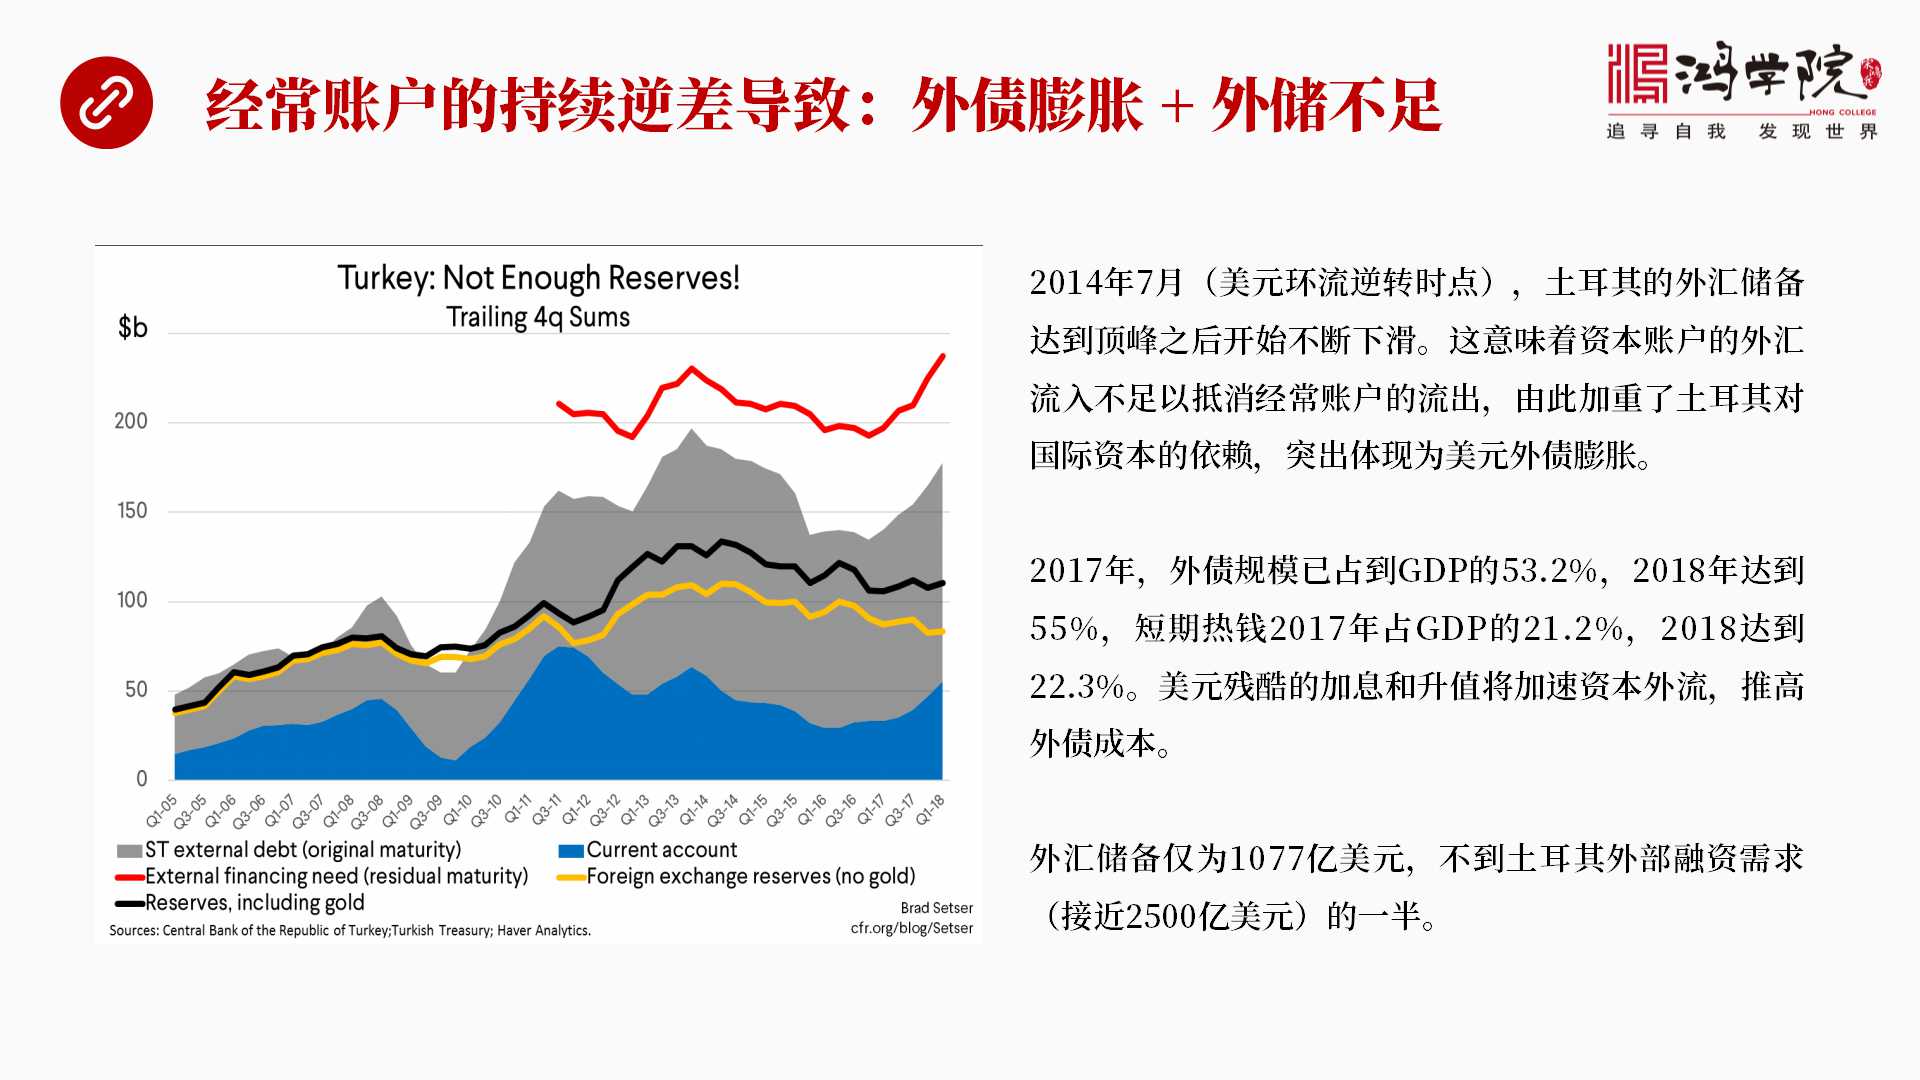 经常账户的持续逆差导致：外债膨胀 + 外储不足
鸿学院
HONG COLLEGE
追寻自我 发现世界
Turkey: Not Enough Reserves!
Trailing 4q Sums
$b
200
150
100
50
0
Q1-05 Q3-05 Q1-06 Q3-06 Q1-07 Q3-07 Q1-08 Q3-08 Q1-09 Q3-09 Q1-10 Q3-10 Q1-11 Q3-11 Q1-12 Q3-12 Q1-13 Q3-13 Q1-14 Q3-14 Q1-15 Q3-15 Q1-16 Q3-16 Q1-17 Q3-17 Q1-18
ST external debt (original maturity)
Current account
External financing need (residual maturity)
Foreign exchange reserves (no gold)
Reserves, including gold
Brad Setser
Sources: Central Bank of the Republic of Turkey;Turkish Treasury; Haver Analytics.
cfr.org/blog/Setser
2014年7月（美元环流逆转时点），土耳其的外汇储备
达到顶峰之后开始不断下滑。这意味着资本账户的外汇
流入不足以抵消经常账户的流出，由此加重了土耳其对
国际资本的依赖，突出体现为美元外债膨胀。
2017年，外债规模已占到GDP的53.2%，2018年达到
55%，短期热钱2017年占GDP的21.2%，2018达到
22.3%。美元残酷的加息和升值将加速资本外流，推高
外债成本。
外汇储备仅为1077亿美元，不到土耳其外部融资需求
（接近2500亿美元）的一半。